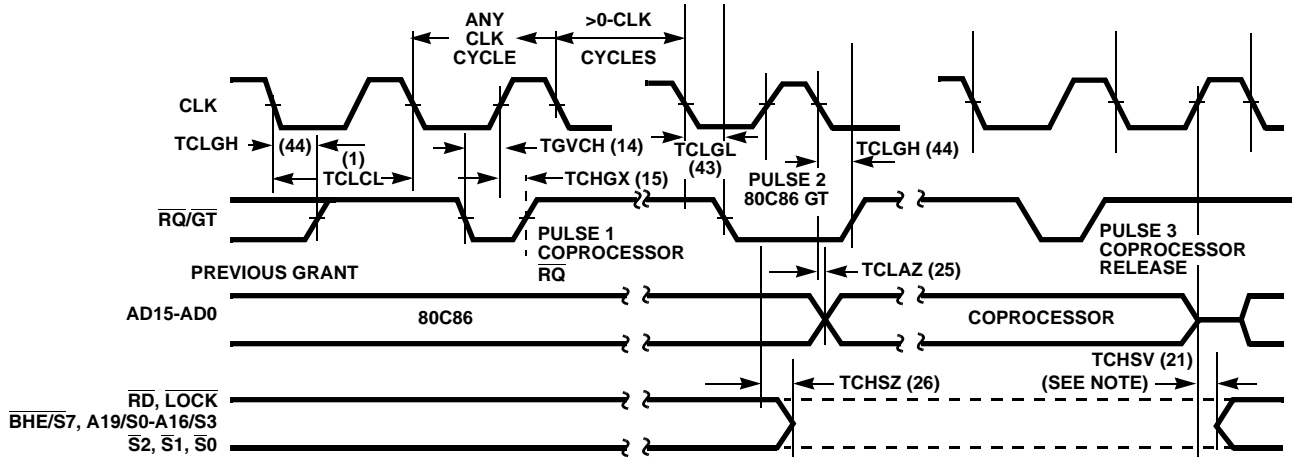 ANY
CLK
CYCLE
>0-CLK
CYCLES
CLK
TCLGH
(44)
(1)
TCLCL
TGVCH (14)
TCHGX (15)
TCLGL
(43)
TCLGH (44)
PULSE 2
80C86 GT
RQ/GT
PULSE 1
COPROCESSOR
RQ
PULSE 3
COPROCESSOR
RELEASE
PREVIOUS GRANT
TCLAZ (25)
AD15-AD0
80C86
COPROCESSOR
TCHSV (21)
(SEE NOTE)
TCHSZ (26)
RD, LOCK
BHE/S7, A19/S0-A16/S3
S2, S1, S0